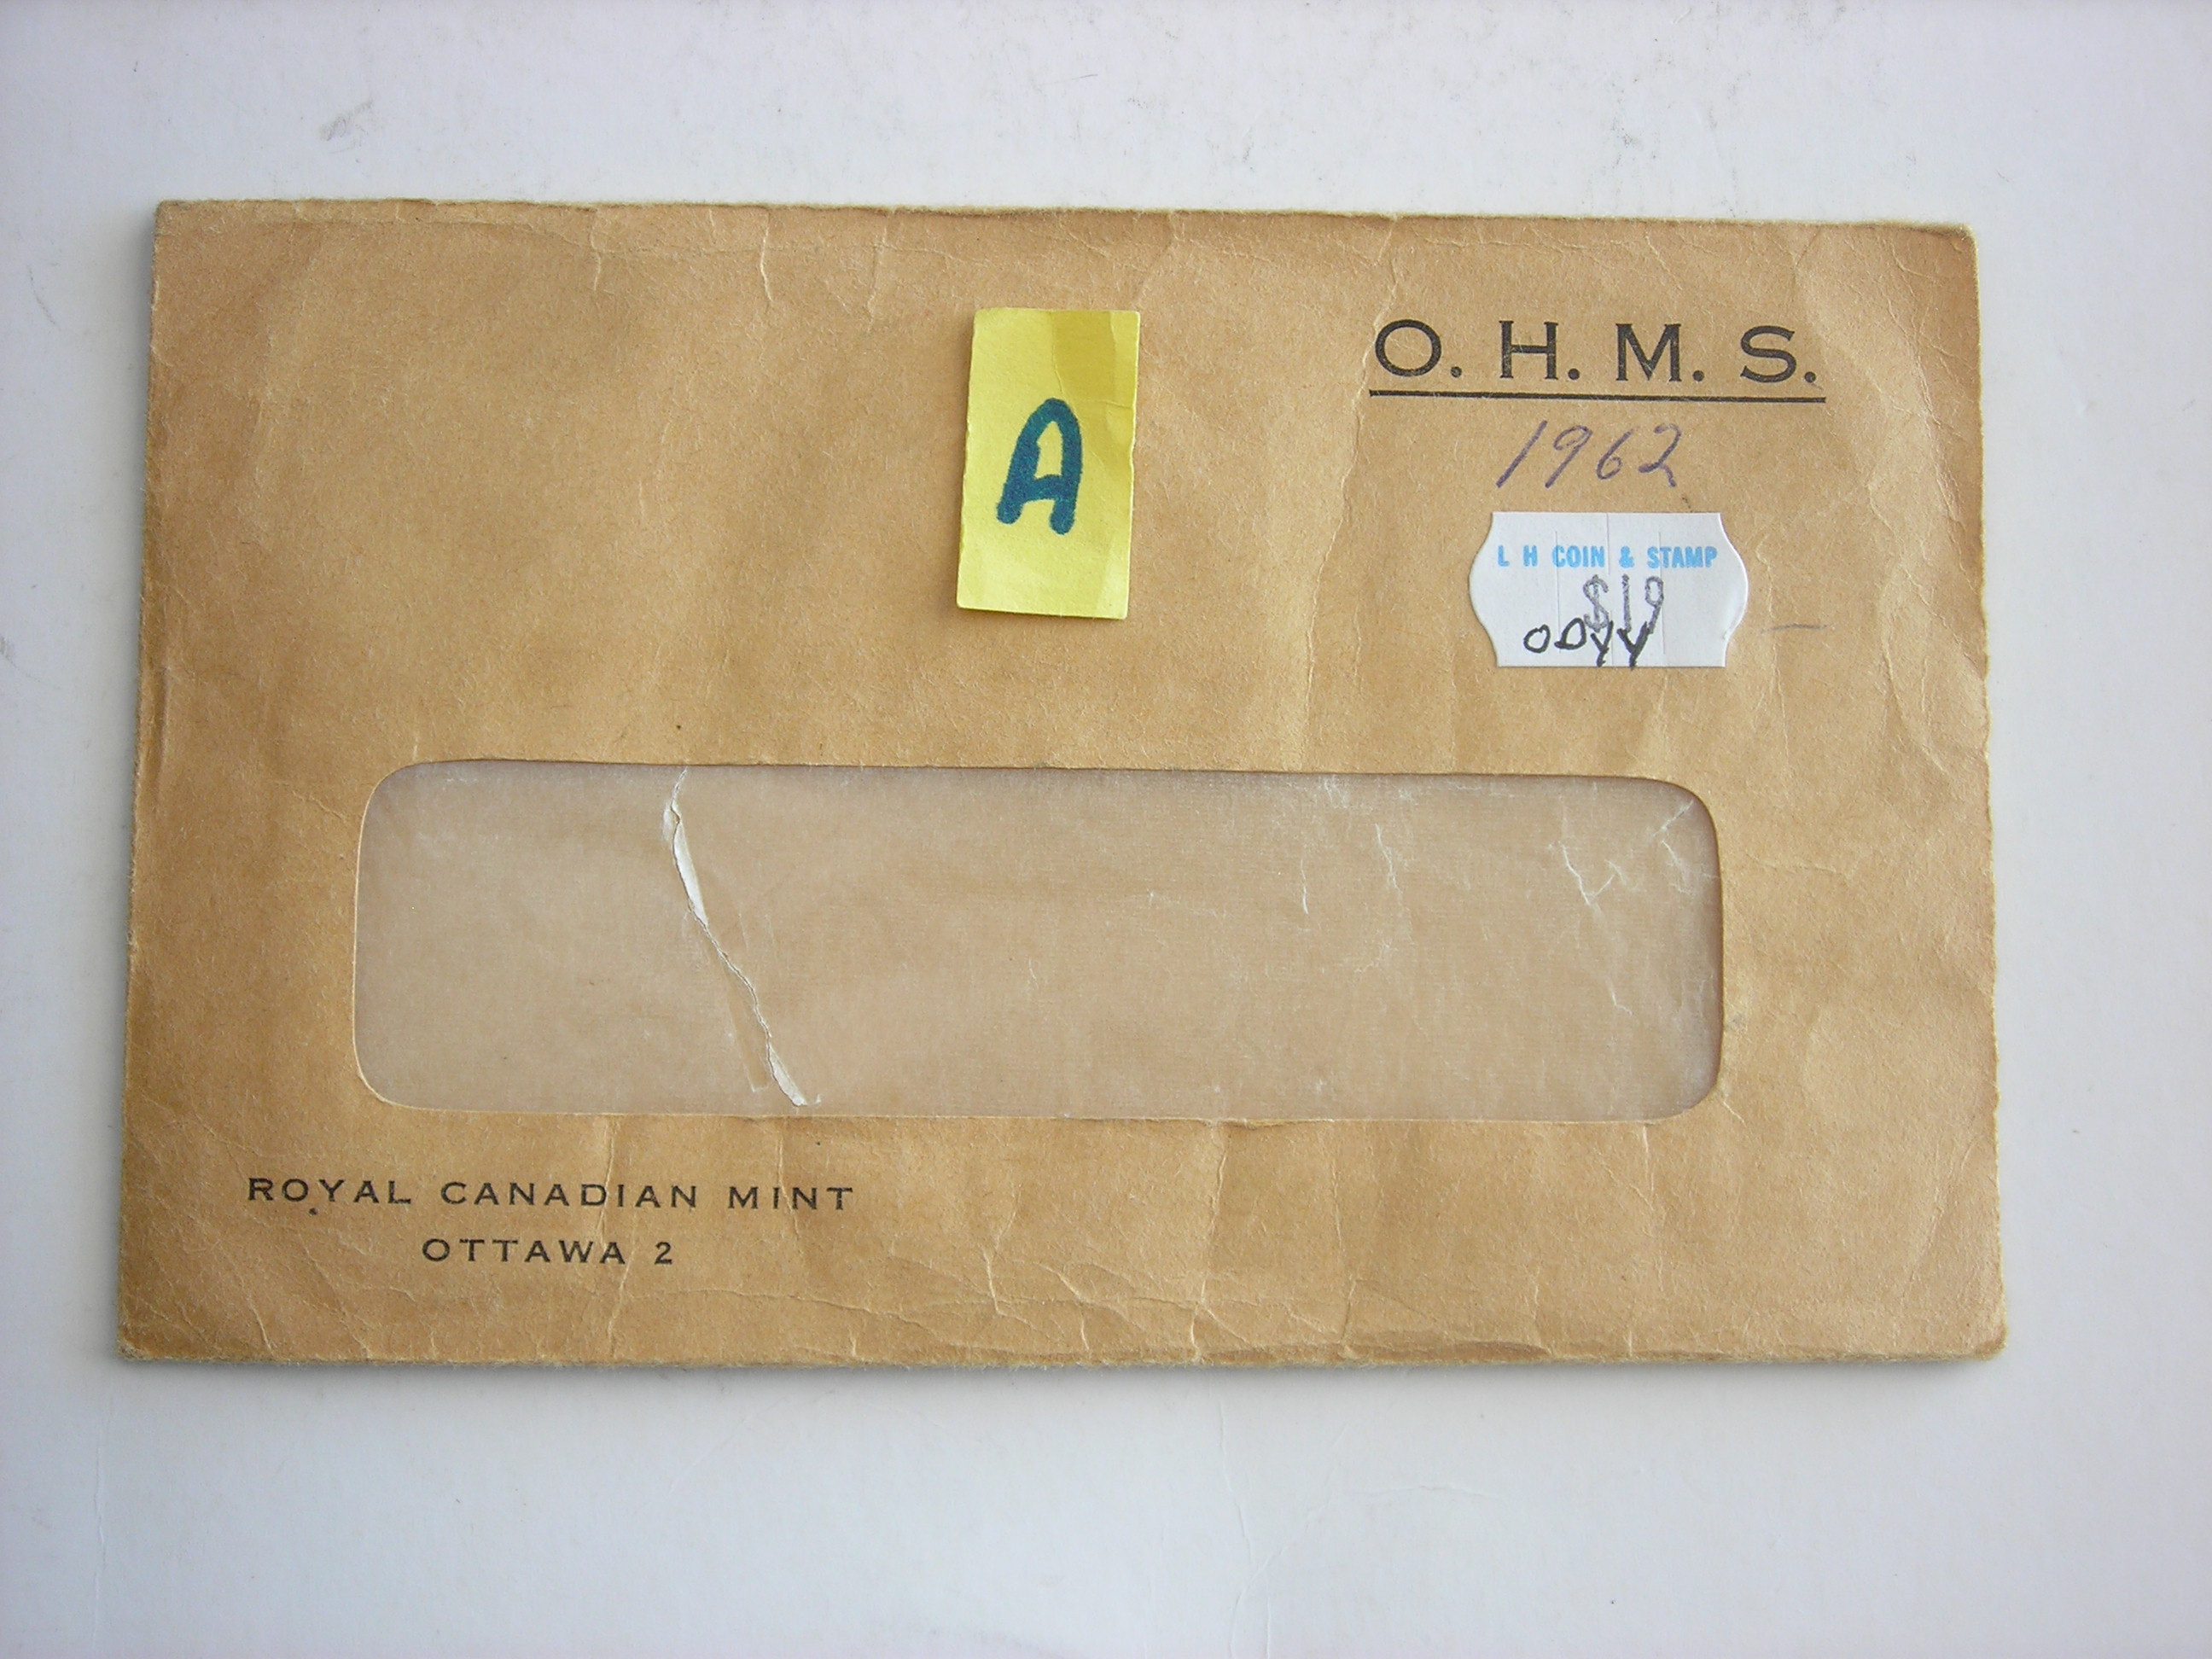 A
O. H. M. S.
1962
L H COIN & STAMP
$19
ROYAL CANADIAN MINT
OTTAWA 2